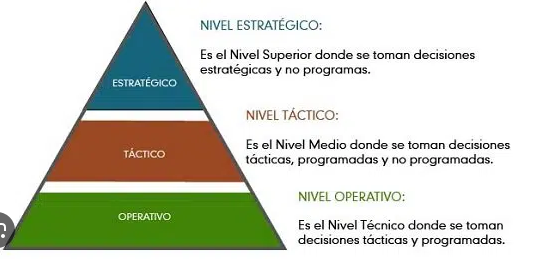 NIVEL ESTRATÉGICO:
Es el Nivel Superior donde se toman decisiones
estratégicas y no programas.
ESTRATÉGICO
NIVEL TÁCTICO:
Es el Nivel Medio donde se toman decisiones
tácticas, programadas y no programadas.
TÁCTICO
NIVEL OPERATIVO:
Es el Nivel Técnico donde se toman
decisiones tácticas y programadas.
OPERATIVO